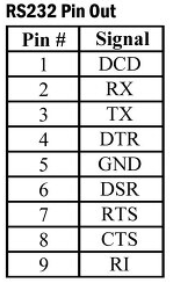 RS232 Pin Out
Pin # Signal
1 DCD
2 RX
3 TX
4 DTR
5 GND
6 DSR
7 RTS
8 CTS
9 RI